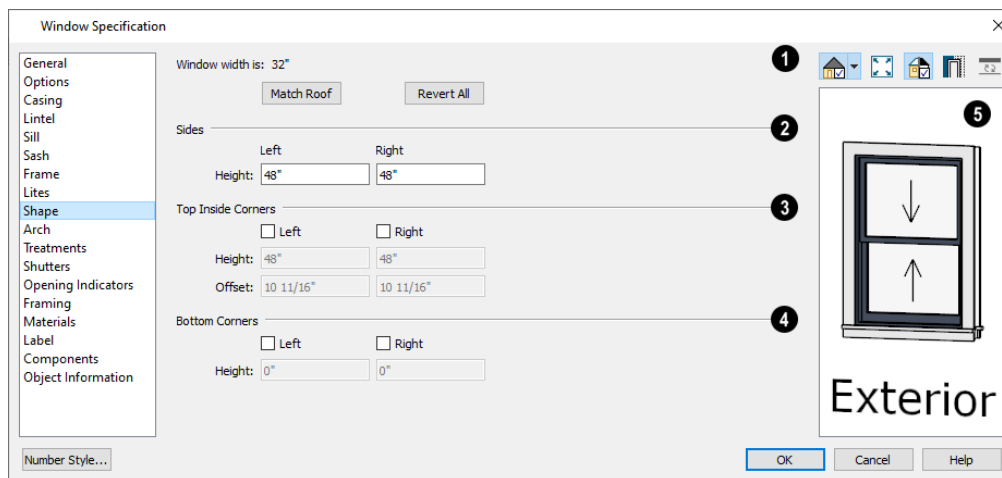 Window Specification
General
Options
Casing
Lintel
Sill
Sash
Frame
Lites
Shape
Arch
Treatments
Shutters
Opening Indicators
Framing
Materials
Label
Components
Object Information
Number Style...
Window width is: 32"
Match Roof Revert All
1
Sides
2
Left Right
Height: 48" 48"
Top Inside Corners
3
Left Right
Height: 48" 48"
Offset: 10 11/16" 10 11/16"
Bottom Corners
4
Left Right
Height: 0" 0"
5
Exterior
OK Cancel Help